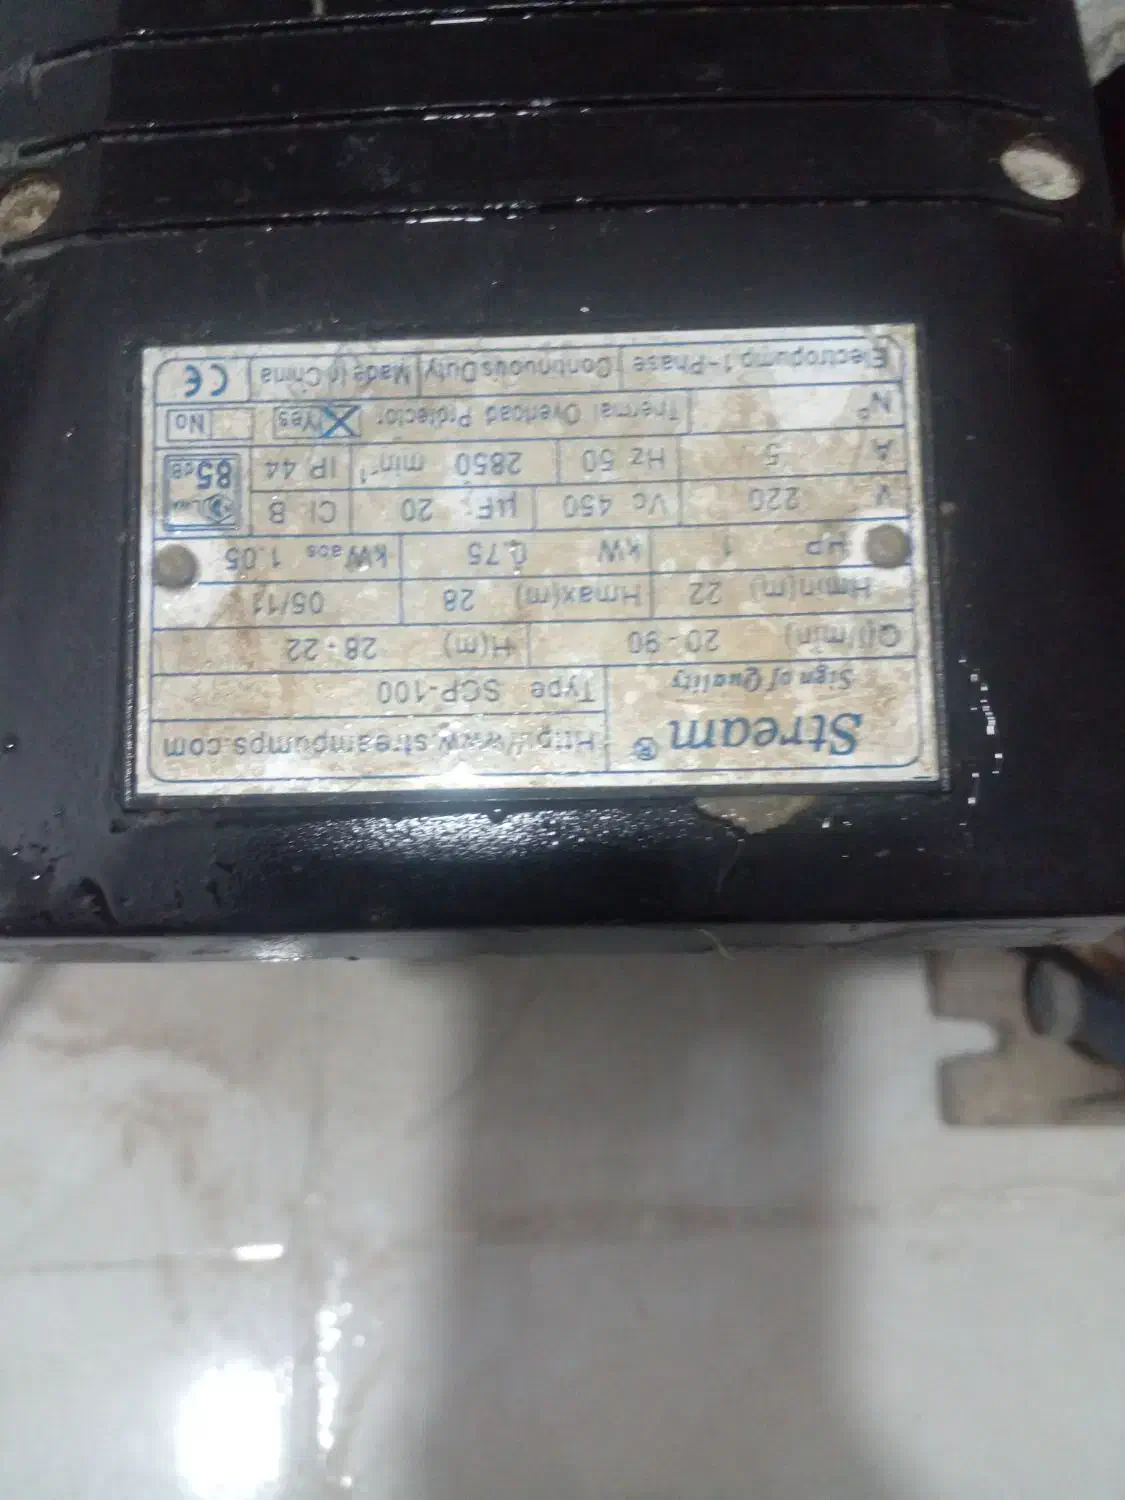 Stream ®
Sign of Quality
Http://www.streampumps.com
Type SCP-100
Q(l/min) 20-90 H(m) 28-22
Hmin(m) 22 Hmax(m) 28 05/11
HP 1 kW 0.75 kWabs 1.05
V 220 Vc 450 µF 20 Cl B
A 5 Hz 50 2850 min⁻¹ IP 44
LWA 85dB
Nº Thermal Overload Protector Yes No
Electropump 1-Phase Continuous Duty Made in China CE